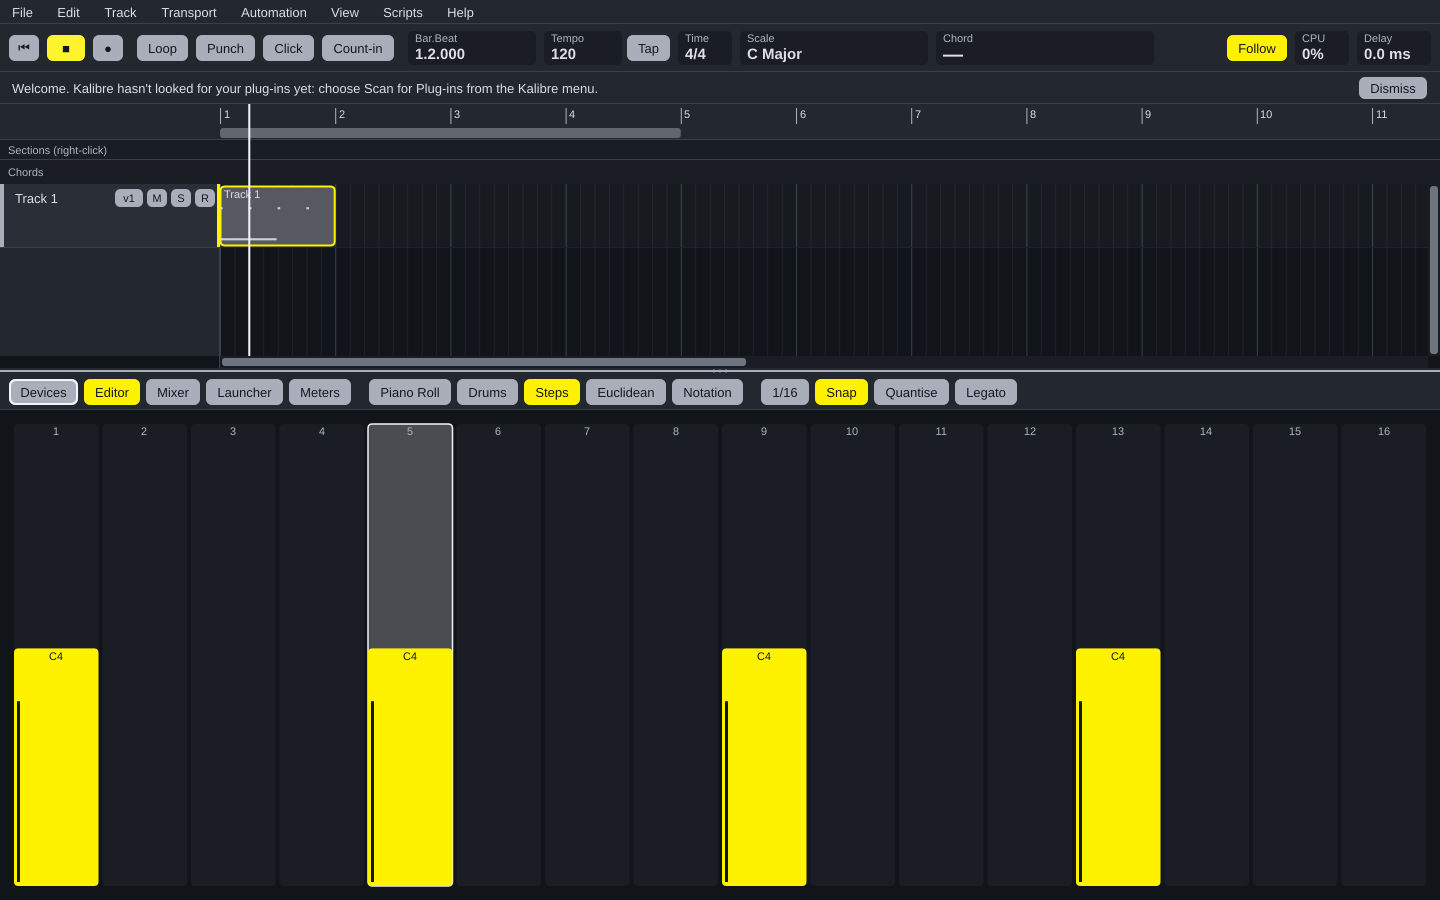 File Edit Track Transport Automation View Scripts Help
Loop Punch Click Count-in Bar.Beat 1.2.000 Tempo 120 Tap Time 4/4 Scale C Major Chord — Follow CPU 0% Delay 0.0 ms
Welcome. Kalibre hasn't looked for your plug-ins yet: choose Scan for Plug-ins from the Kalibre menu. Dismiss
1 2 3 4 5 6 7 8 9 10 11
Sections (right-click)
Chords
Track 1 v1 M S R Track 1
Devices Editor Mixer Launcher Meters Piano Roll Drums Steps Euclidean Notation 1/16 Snap Quantise Legato
1 2 3 4 5 6 7 8 9 10 11 12 13 14 15 16
C4 C4 C4 C4